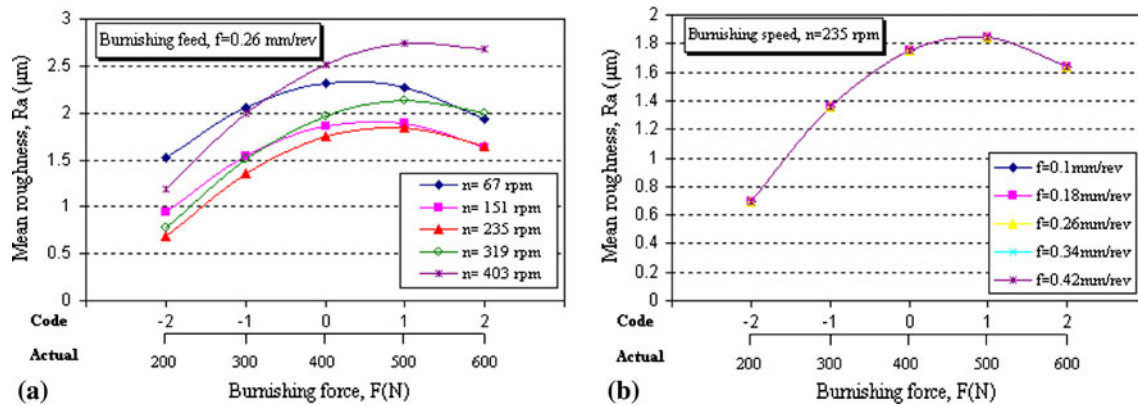 Burnishing feed, f=0.26 mm/rev
Mean roughness, Ra (µm)
3
2.5
2
1.5
1
0.5
0
n= 67 rpm
n= 151 rpm
n= 235 rpm
n= 319 rpm
n= 403 rpm
Code -2 -1 0 1 2
Actual 200 300 400 500 600
(a) Burnishing force, F(N)
Burnishing speed, n=235 rpm
Mean roughness, Ra (µm)
2
1.8
1.6
1.4
1.2
1
0.8
0.6
0.4
0.2
0
f=0.1mm/rev
f=0.18mm/rev
f=0.26mm/rev
f=0.34mm/rev
f=0.42mm/rev
Code -2 -1 0 1 2
Actual 200 300 400 500 600
(b) Burnishing force, F(N)